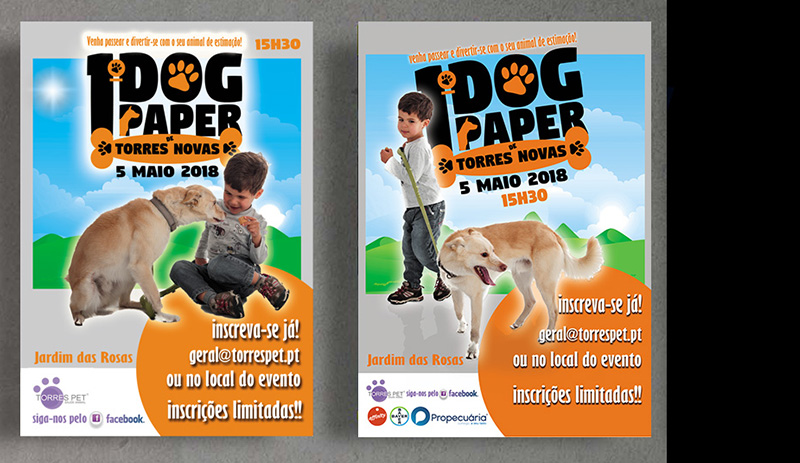 Venha passear e divertir-se com o seu animal de estimação!
15H30
1º DOG
PAPER
DE
TORRES NOVAS
5 MAIO 2018
inscreva-se já!
geral@torrespet.pt
ou no local do evento
inscrições limitadas!!
Jardim das Rosas
TORRES PET
siga-nos pelo facebook.
Venha passear e divertir-se com o seu animal de estimação!
1º DOG
PAPER
DE
TORRES NOVAS
5 MAIO 2018
15H30
inscreva-se já!
geral@torrespet.pt
ou no local do evento
inscrições limitadas!!
Jardim das Rosas
TORRES PET
siga-nos pelo facebook.
BAYER
Propecuária